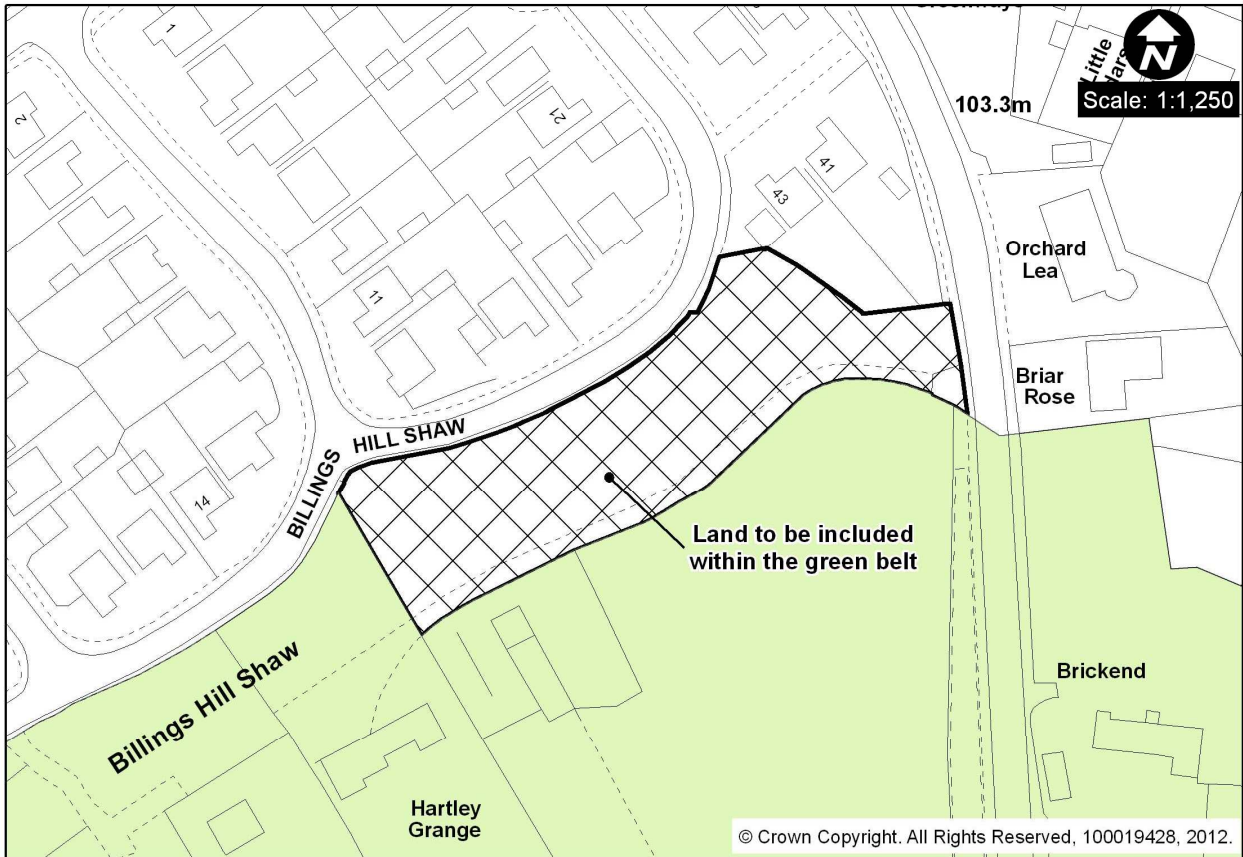 1
N
Little
Scale: 1:1,250
103.3m
2
21
41
43
Orchard
Lea
11
Briar
Rose
BILLINGS HILL SHAW
14
Land to be included
within the green belt
Billings Hill Shaw
Brickend
Hartley
Grange
© Crown Copyright. All Rights Reserved, 100019428, 2012.